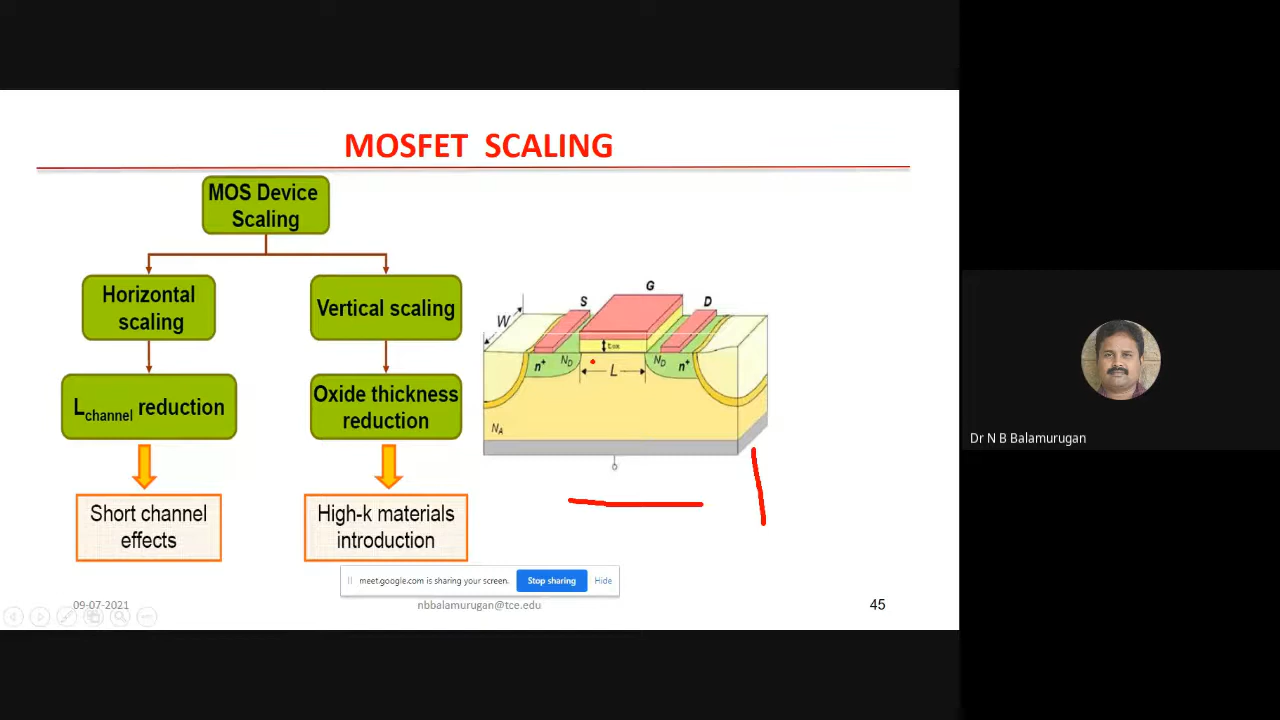 MOSFET SCALING
MOS Device
Scaling
Horizontal
scaling
Vertical scaling
Lchannel reduction
Oxide thickness
reduction
Short channel
effects
High-k materials
introduction
W
S
G
D
tox
n+
ND
L
ND
n+
NA
meet.google.com is sharing your screen.
Stop sharing
Hide
09-07-2021
nbbalamurugan@tce.edu
45
Dr N B Balamurugan